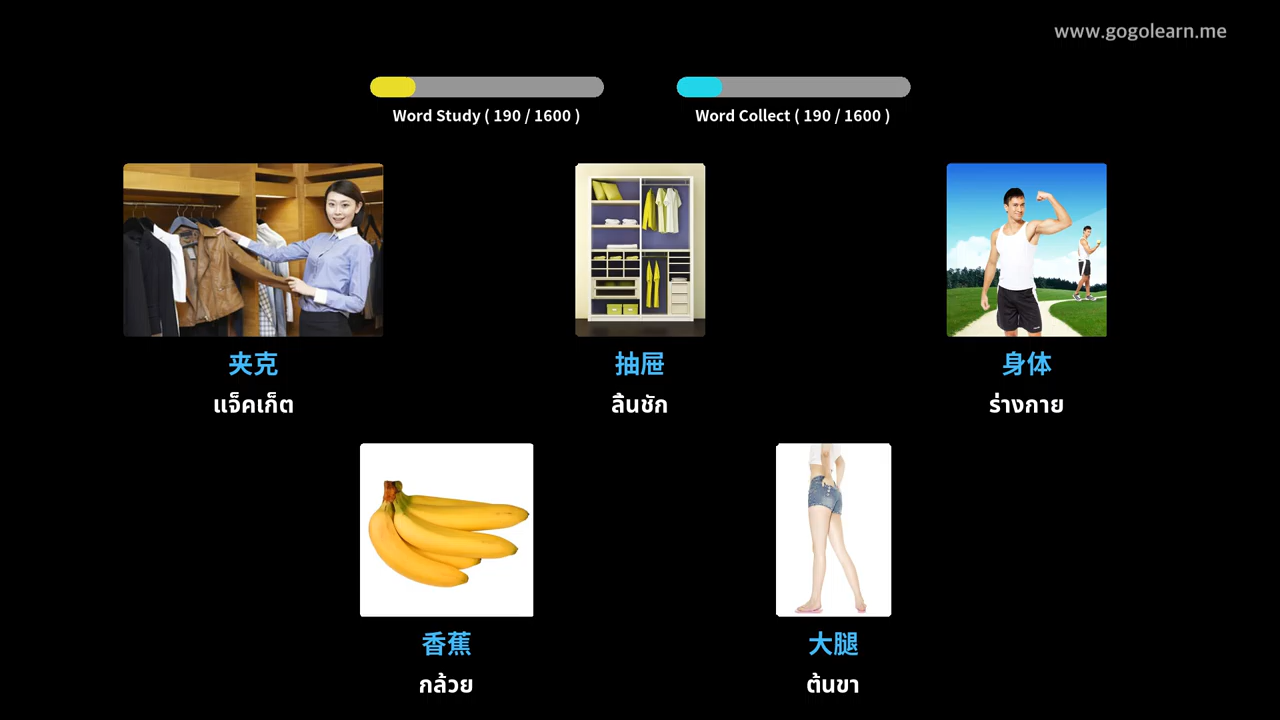 www.gogolearn.me
Word Study ( 190 / 1600 )
Word Collect ( 190 / 1600 )
夹克
抽屉
身体
แจ็คเก็ต
ลิ้นชัก
ร่างกาย
香蕉
大腿
กล้วย
ต้นขา